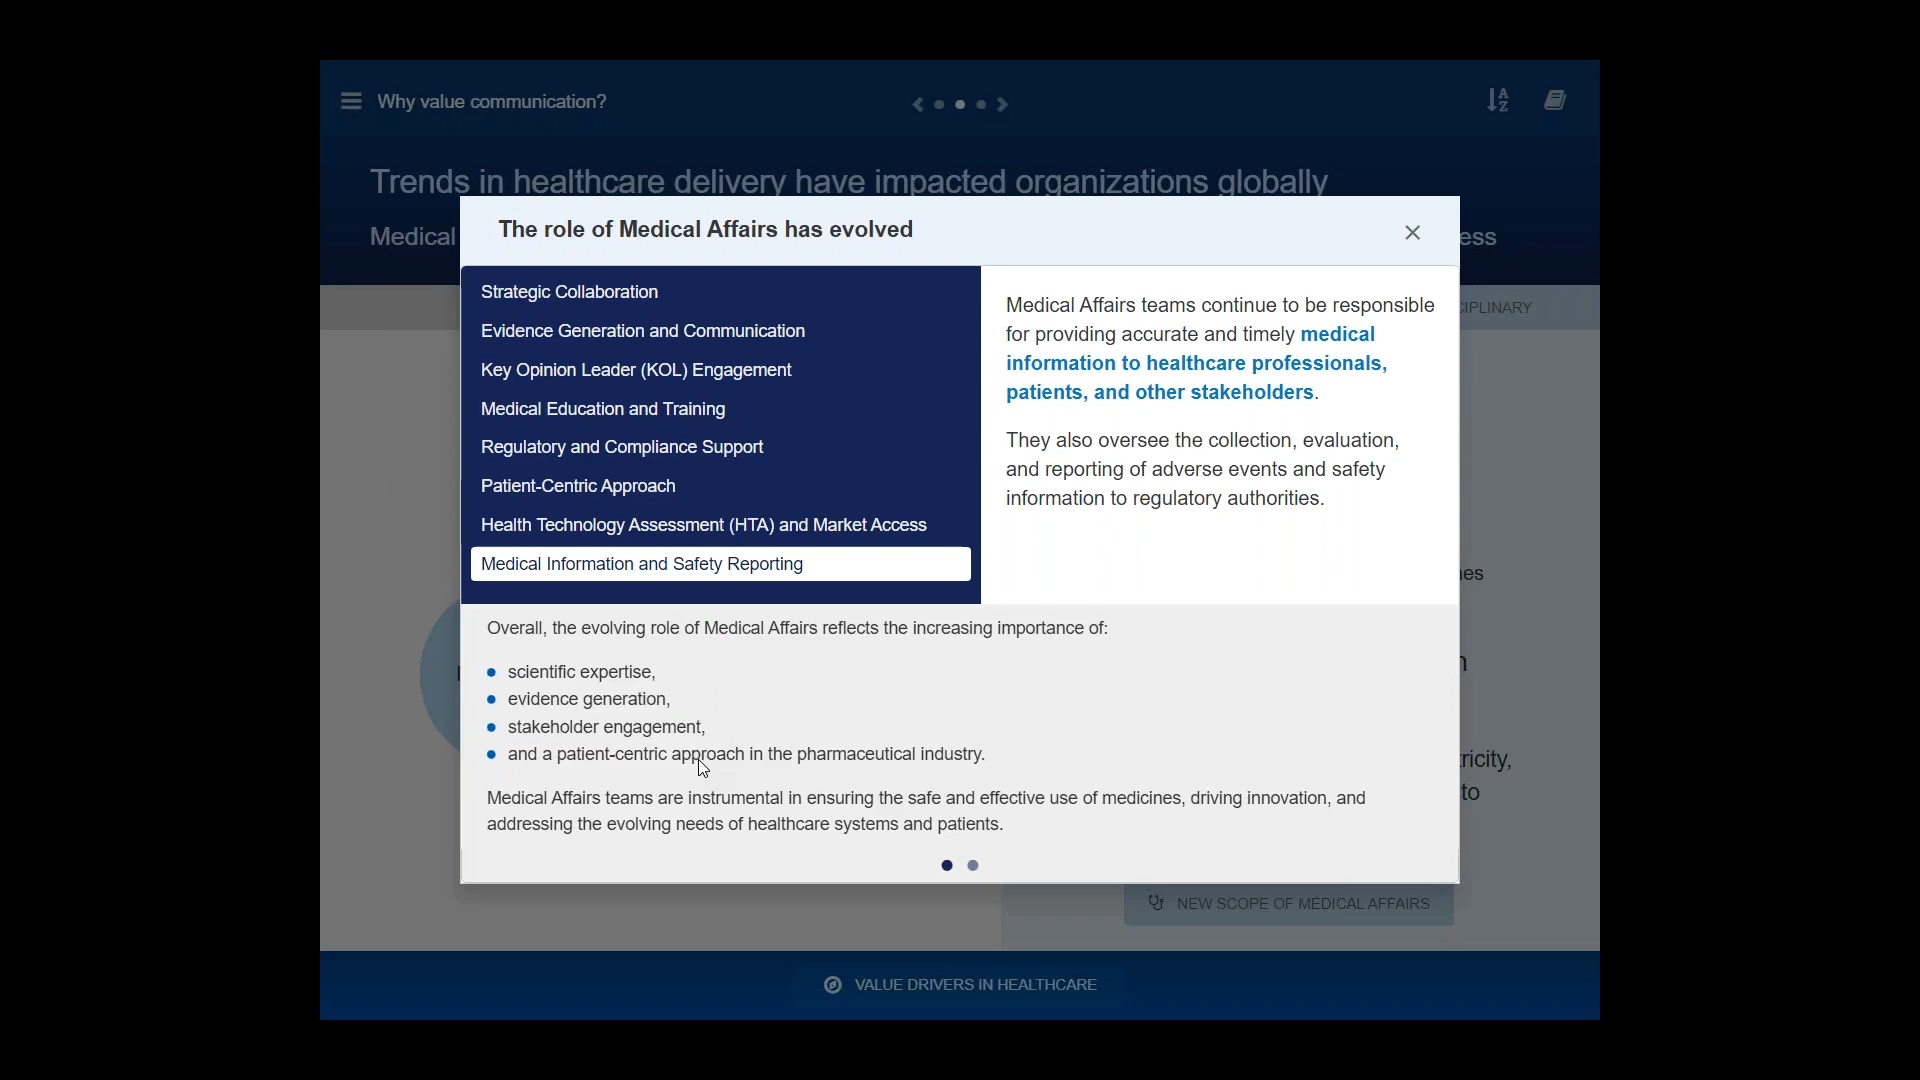 Why value communication?
Trends in healthcare delivery have impacted organizations globally
Medical
ess
The role of Medical Affairs has evolved
CIPLINARY
Strategic Collaboration
Evidence Generation and Communication
Key Opinion Leader (KOL) Engagement
Medical Education and Training
Regulatory and Compliance Support
Patient-Centric Approach
Health Technology Assessment (HTA) and Market Access
Medical Information and Safety Reporting
Medical Affairs teams continue to be responsible
for providing accurate and timely medical
information to healthcare professionals,
patients, and other stakeholders.
They also oversee the collection, evaluation,
and reporting of adverse events and safety
information to regulatory authorities.
Overall, the evolving role of Medical Affairs reflects the increasing importance of:
scientific expertise,
evidence generation,
stakeholder engagement,
and a patient-centric approach in the pharmaceutical industry.
Medical Affairs teams are instrumental in ensuring the safe and effective use of medicines, driving innovation, and
addressing the evolving needs of healthcare systems and patients.
ricity,
to
NEW SCOPE OF MEDICAL AFFAIRS
VALUE DRIVERS IN HEALTHCARE